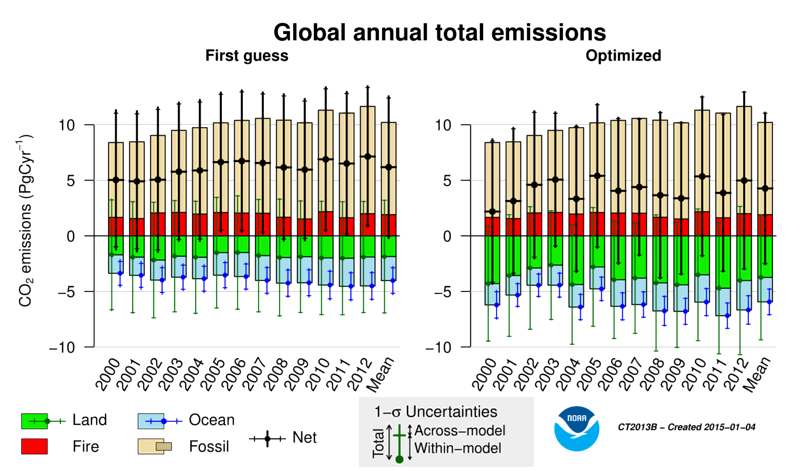 Global annual total emissions
First guess
Optimized
CO2 emissions (PgCyr−1)
10
5
0
−5
−10
2000
2001
2002
2003
2004
2005
2006
2007
2008
2009
2010
2011
2012
Mean
10
5
0
−5
−10
2000
2001
2002
2003
2004
2005
2006
2007
2008
2009
2010
2011
2012
Mean
Land
Ocean
Fire
Fossil
Net
1−σ Uncertainties
Total
Across−model
Within−model
NOAA
CT2013B − Created 2015−01−04